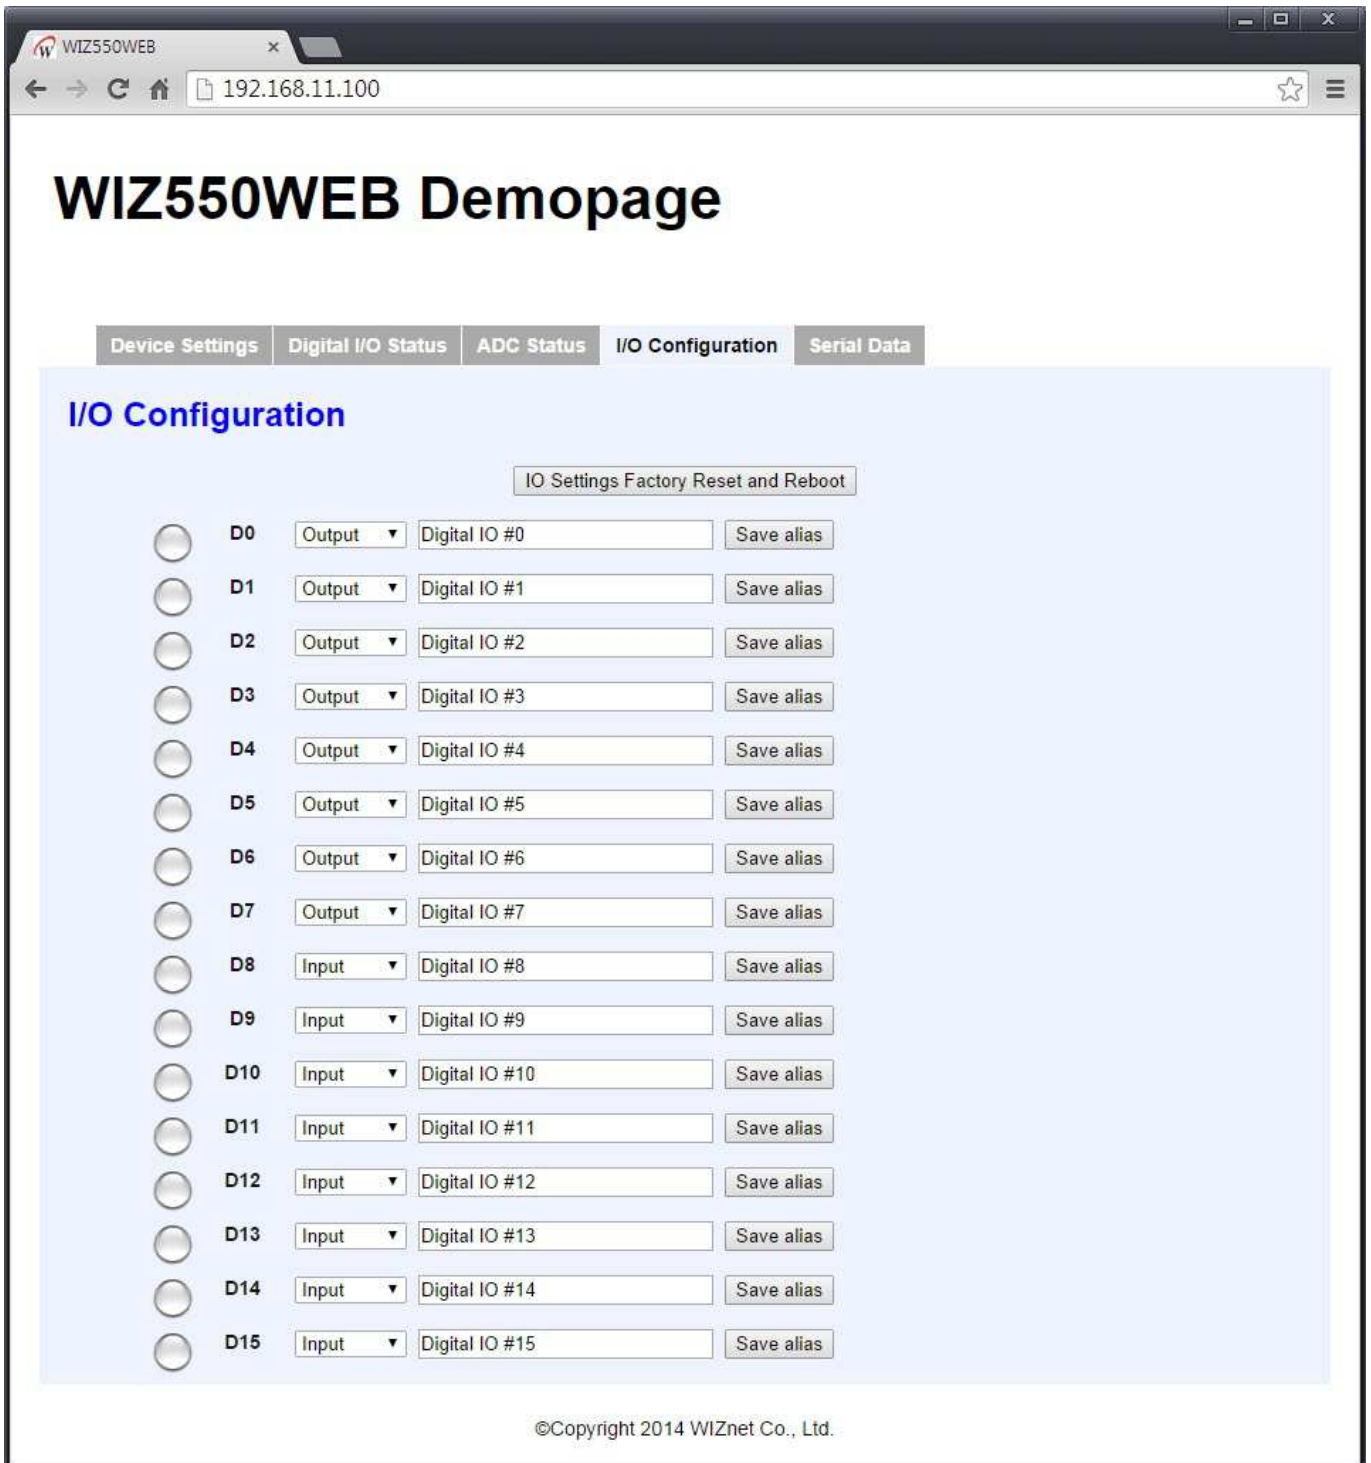 WIZ550WEB
192.168.11.100
WIZ550WEB Demopage
Device Settings Digital I/O Status ADC Status I/O Configuration Serial Data
I/O Configuration
IO Settings Factory Reset and Reboot
D0 Output Digital IO #0 Save alias
D1 Output Digital IO #1 Save alias
D2 Output Digital IO #2 Save alias
D3 Output Digital IO #3 Save alias
D4 Output Digital IO #4 Save alias
D5 Output Digital IO #5 Save alias
D6 Output Digital IO #6 Save alias
D7 Output Digital IO #7 Save alias
D8 Input Digital IO #8 Save alias
D9 Input Digital IO #9 Save alias
D10 Input Digital IO #10 Save alias
D11 Input Digital IO #11 Save alias
D12 Input Digital IO #12 Save alias
D13 Input Digital IO #13 Save alias
D14 Input Digital IO #14 Save alias
D15 Input Digital IO #15 Save alias
©Copyright 2014 WIZnet Co., Ltd.